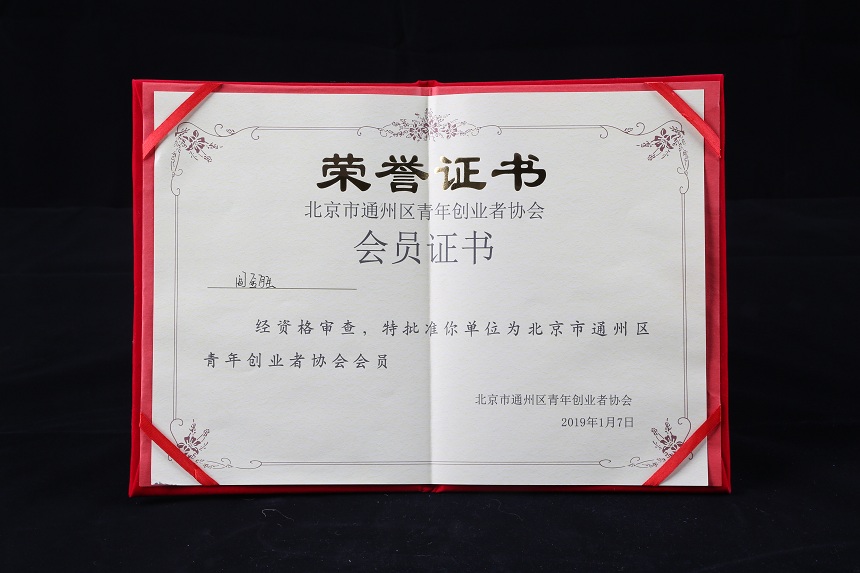 荣誉证书
北京市通州区青年创业者协会
会员证书
经资格审查，特批准你单位为北京市通州区
青年创业者协会会员
北京市通州区青年创业者协会
2019年1月7日